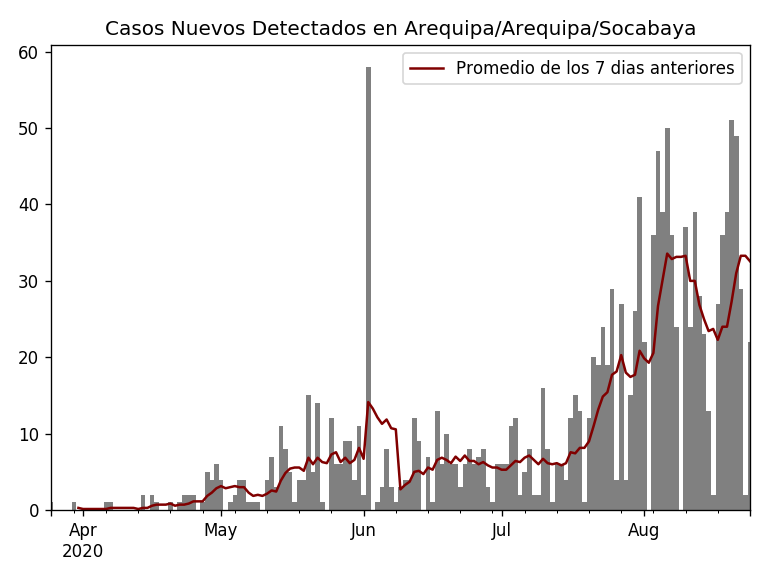 Casos Nuevos Detectados en Arequipa/Arequipa/Socabaya
Promedio de los 7 dias anteriores
60
50
40
30
20
10
0
Apr May Jun Jul Aug
2020